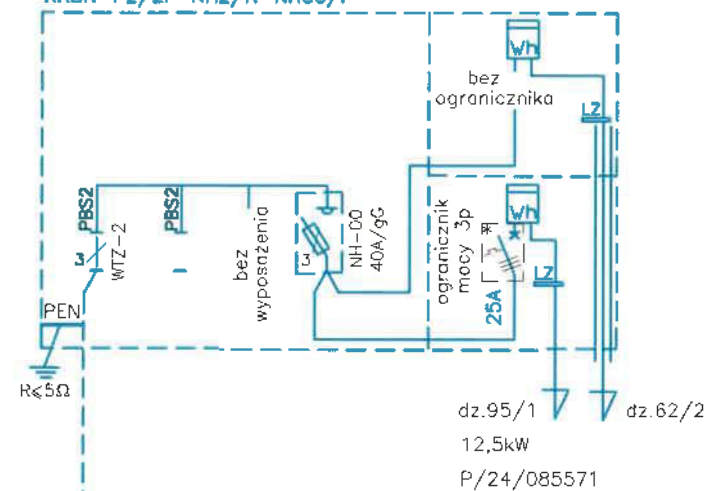 Wh
bez
ogranicznika
LZ
PBS2
3
WTZ-2
PBS2
bez
wyposażenia
3
NH-00
40A/gG
ogranicznik
mocy 3p
25A
Wh
LZ
PEN
R≤5Ω
dz.95/1
dz.62/2
12,5kW
P/24/085571